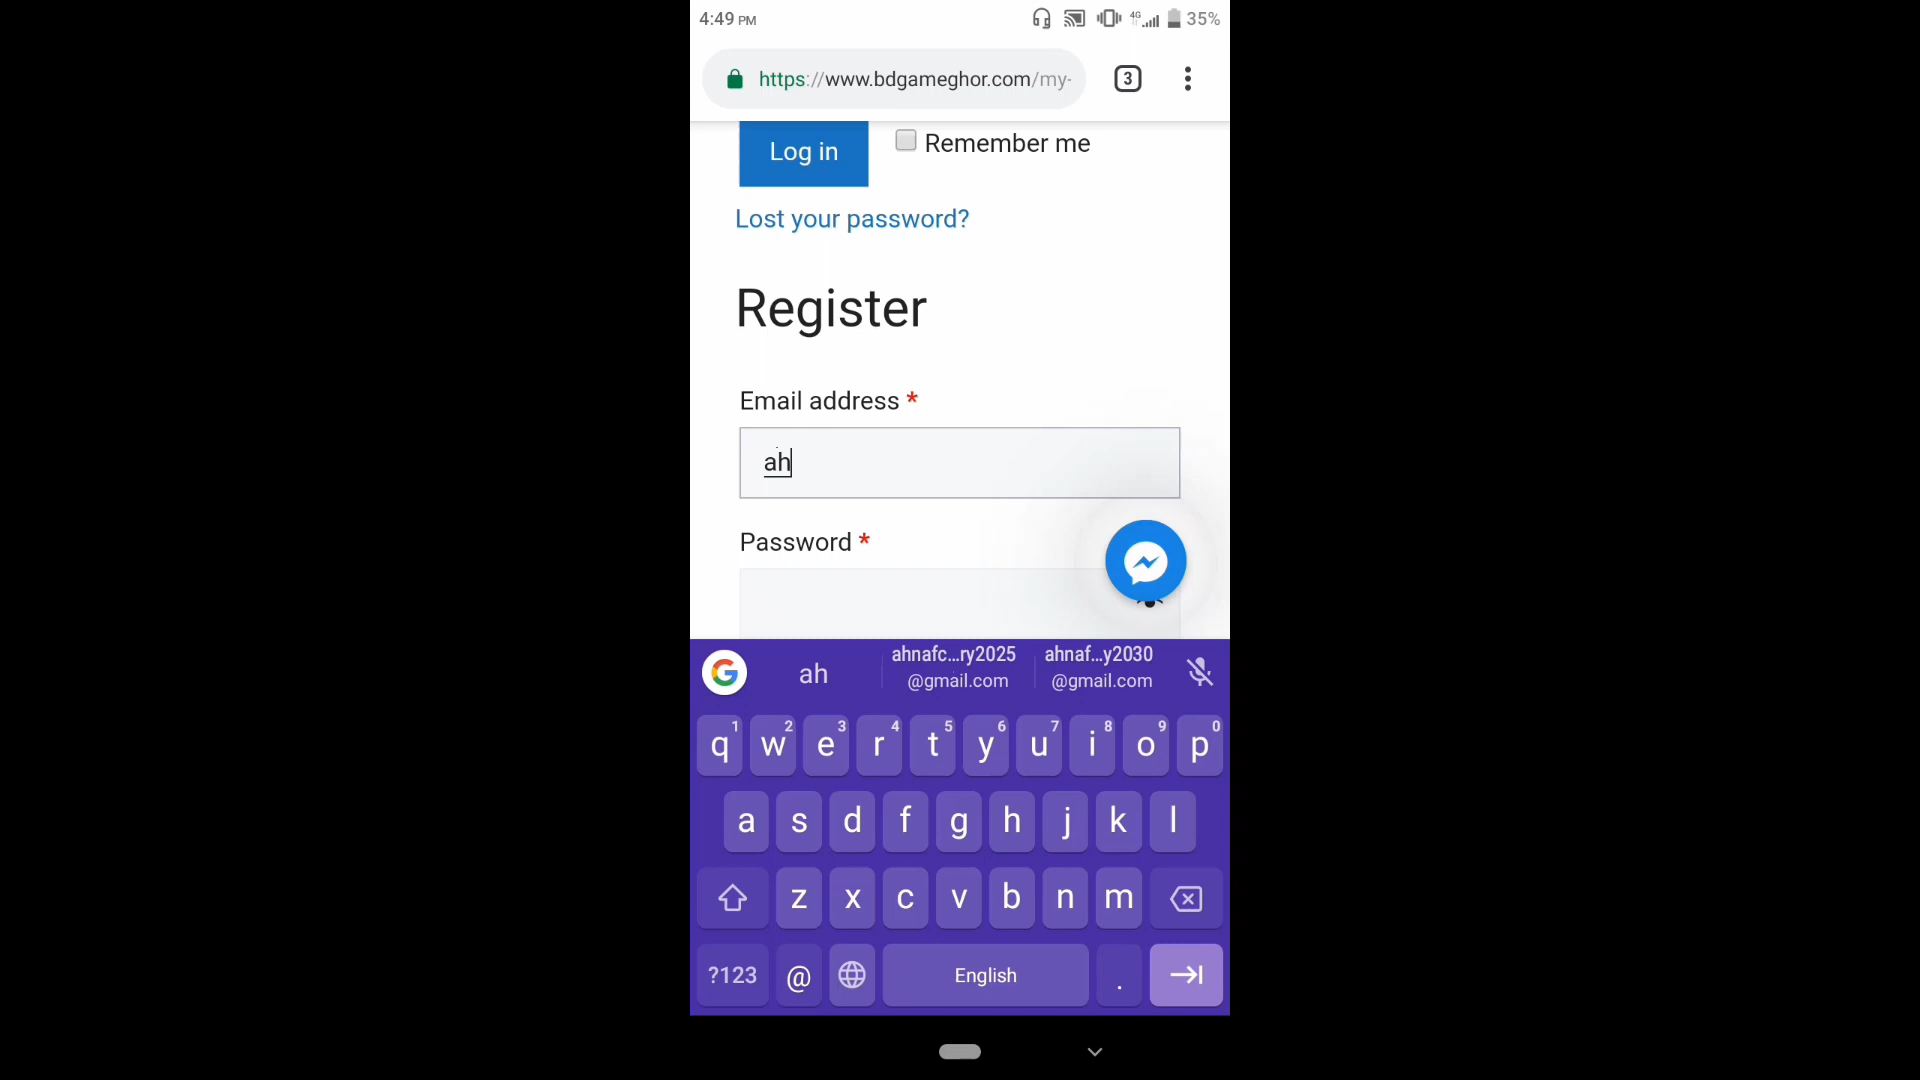 4:49 PM
4G
35%
https://www.bdgameghor.com/my-
3
Log in
Remember me
Lost your password?
Register
Email address *
ah
Password *
ah
ahnafc...ry2025
@gmail.com
ahnaf...y2030
@gmail.com
1 2 3 4 5 6 7 8 9 0
q w e r t y u i o p
a s d f g h j k l
z x c v b n m
?123 @ English .